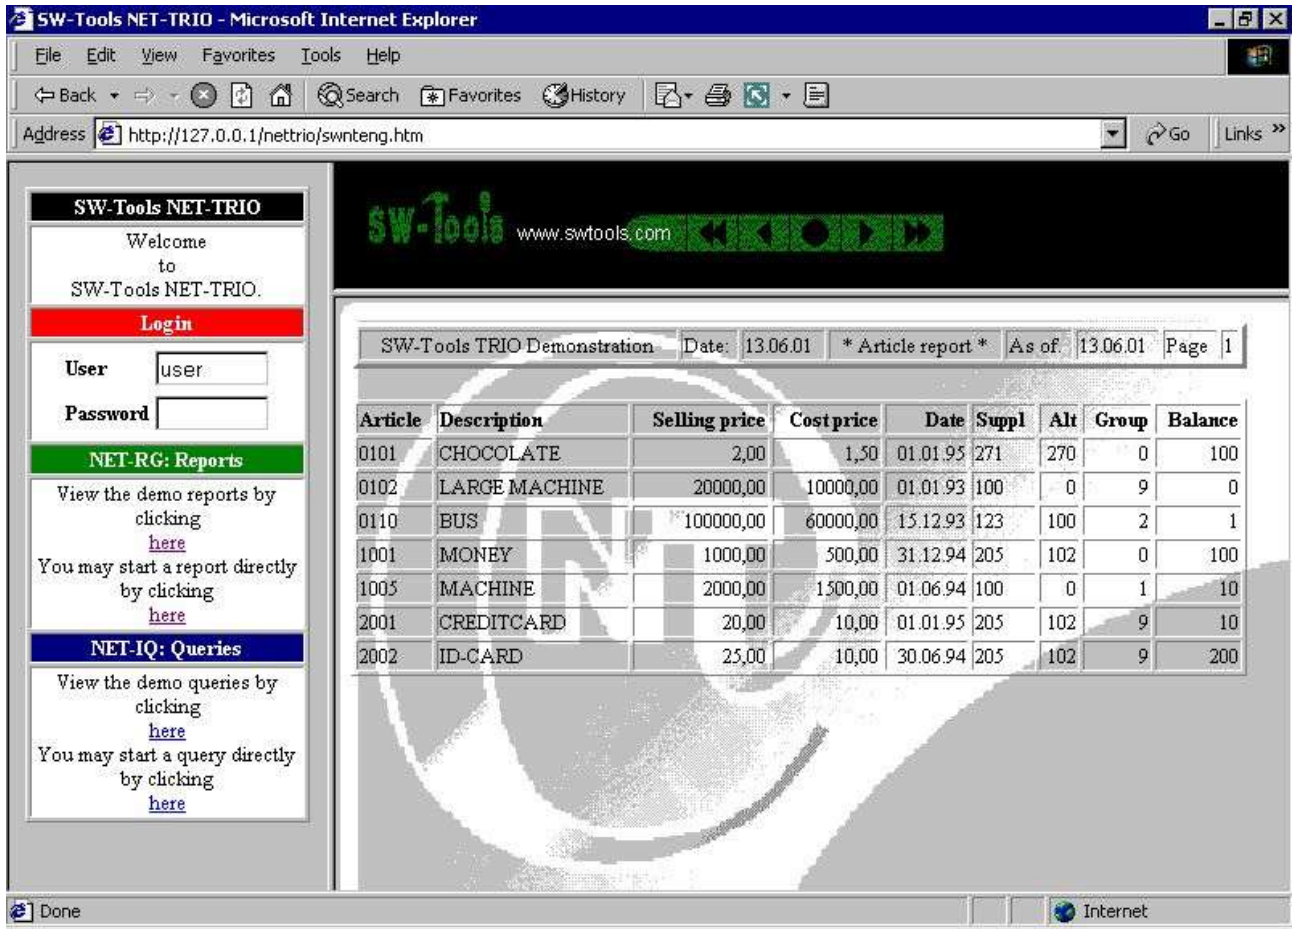 SW-Tools NET-TRIO - Microsoft Internet Explorer
File Edit View Favorites Tools Help
Back Search Favorites History
Address http://127.0.0.1/nettrio/swnteng.htm Go Links »
SW-Tools NET-TRIO
Welcome
to
SW-Tools NET-TRIO.
Login
User user
Password
NET-RG: Reports
View the demo reports by
clicking
here
You may start a report directly
by clicking
here
NET-IQ: Queries
View the demo queries by
clicking
here
You may start a query directly
by clicking
here
SW-Tools www.swtools.com
SW-Tools TRIO Demonstration Date: 13.06.01 * Article report * As of. 13.06.01 Page 1
Article Description Selling price Cost price Date Suppl Alt Group Balance
0101 CHOCOLATE 2,00 1,50 01.01.95 271 270 0 100
0102 LARGE MACHINE 20000,00 10000,00 01.01.93 100 0 9 0
0110 BUS 100000,00 60000,00 15.12.93 123 100 2 1
1001 MONEY 1000,00 500,00 31.12.94 205 102 0 100
1005 MACHINE 2000,00 1500,00 01.06.94 100 0 1 10
2001 CREDITCARD 20,00 10,00 01.01.95 205 102 9 10
2002 ID-CARD 25,00 10,00 30.06.94 205 102 9 200
Done Internet